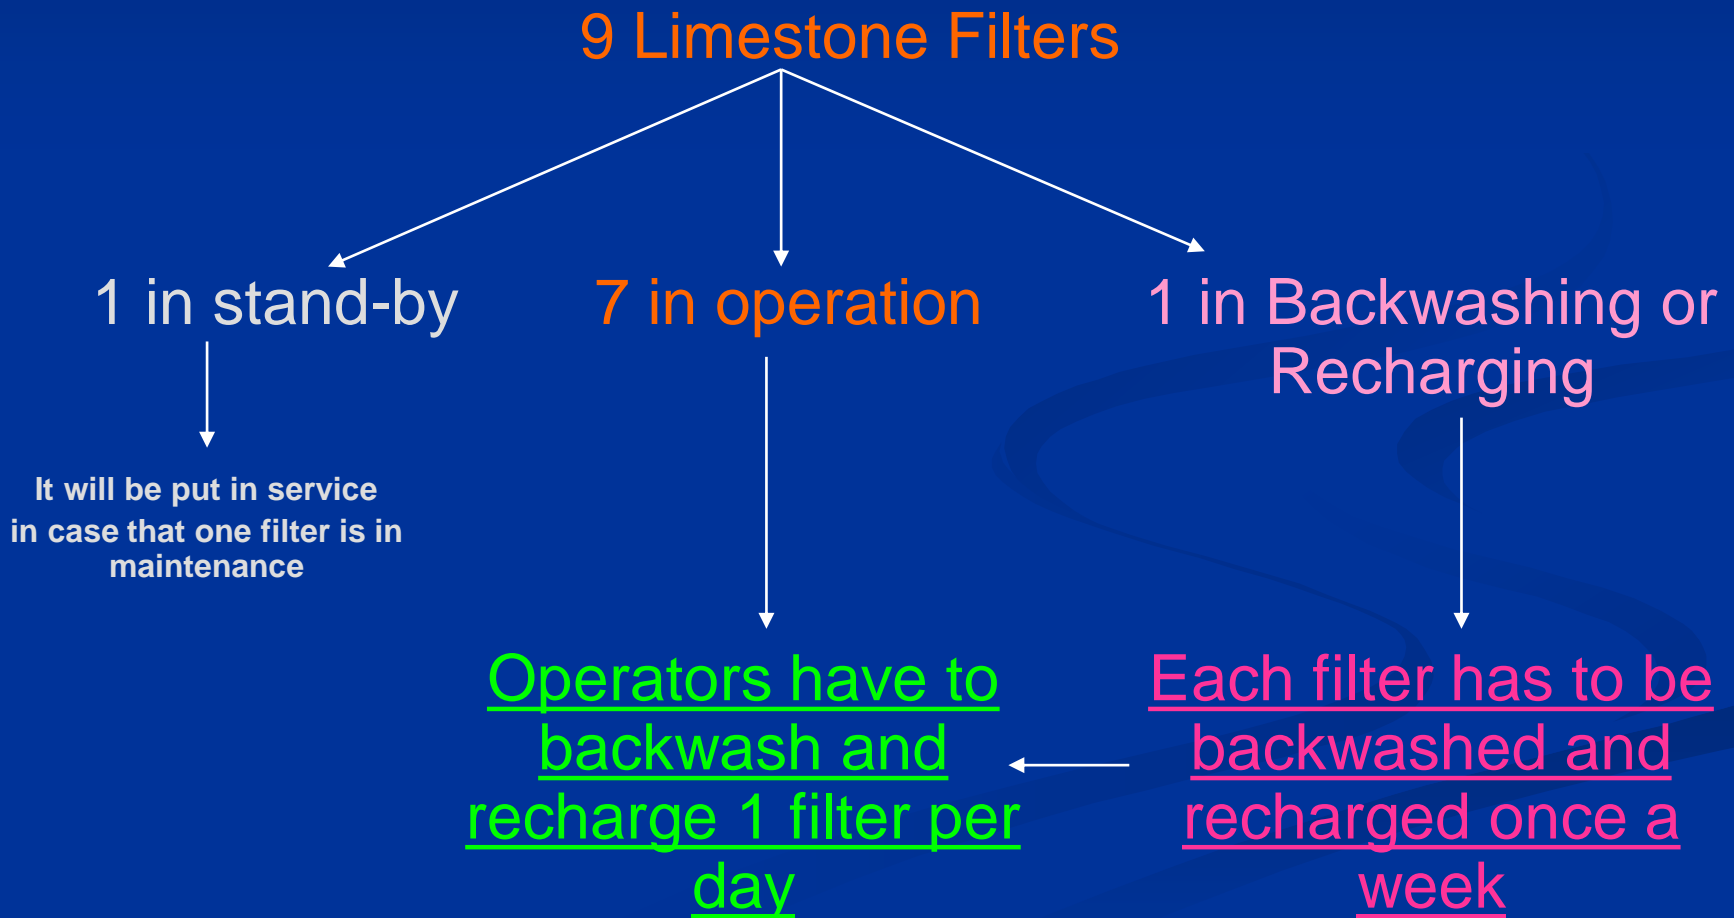 9 Limestone Filters
1 in stand-by
7 in operation
1 in Backwashing or
Recharging
It will be put in service
in case that one filter is in
maintenance
Operators have to
backwash and
recharge 1 filter per
day
Each filter has to be
backwashed and
recharged once a
week